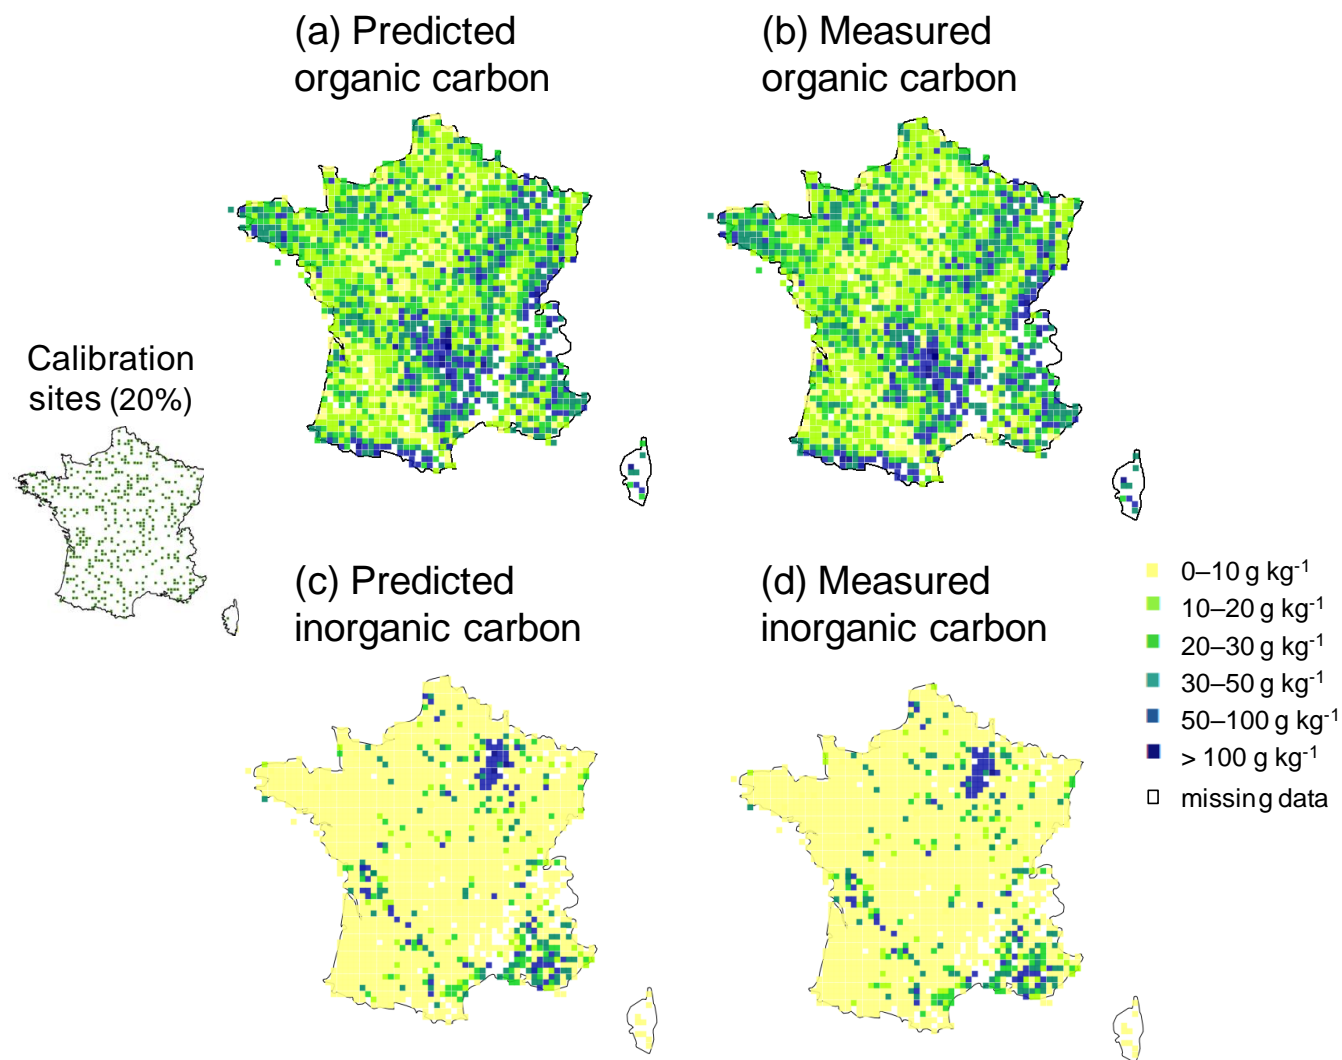 (a) Predicted
organic carbon
(b) Measured
organic carbon
Calibration
sites (20%)
(c) Predicted
inorganic carbon
(d) Measured
inorganic carbon
0–10 g kg-1
10–20 g kg-1
20–30 g kg-1
30–50 g kg-1
50–100 g kg-1
> 100 g kg-1
missing data